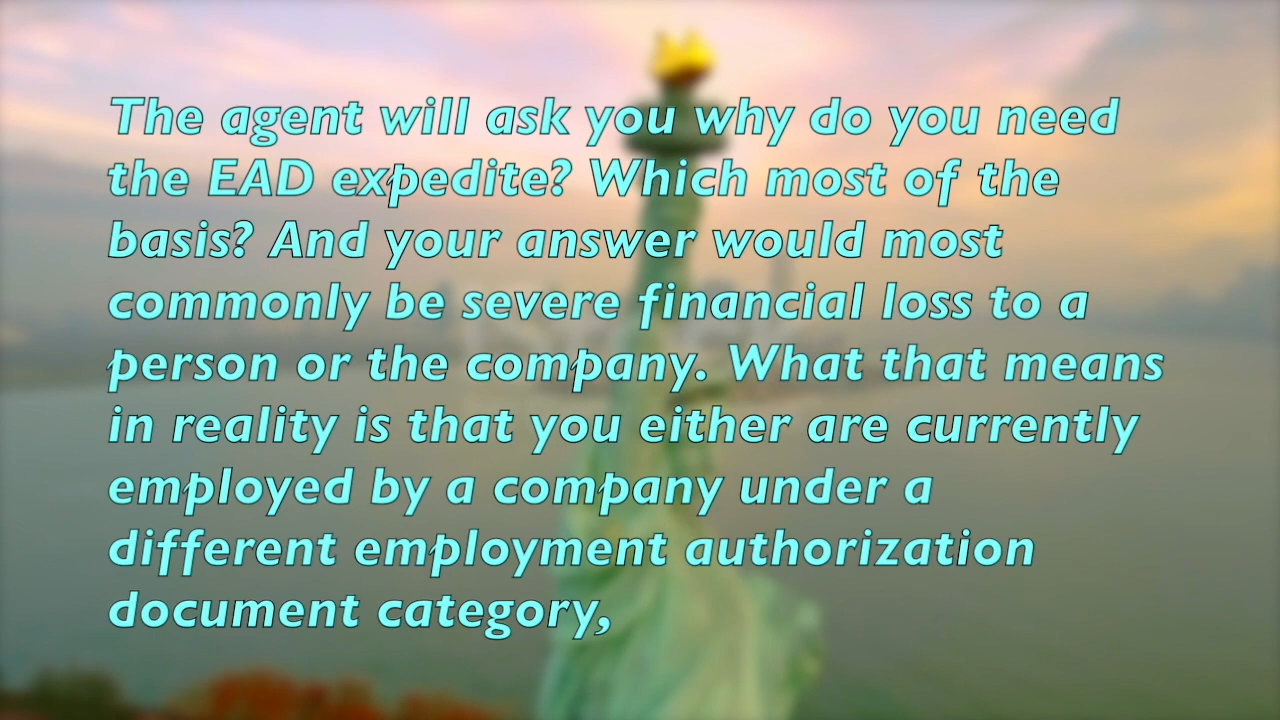 The agent will ask you why do you need
the EAD expedite? Which most of the
basis? And your answer would most
commonly be severe financial loss to a
person or the company. What that means
in reality is that you either are currently
employed by a company under a
different employment authorization
document category,